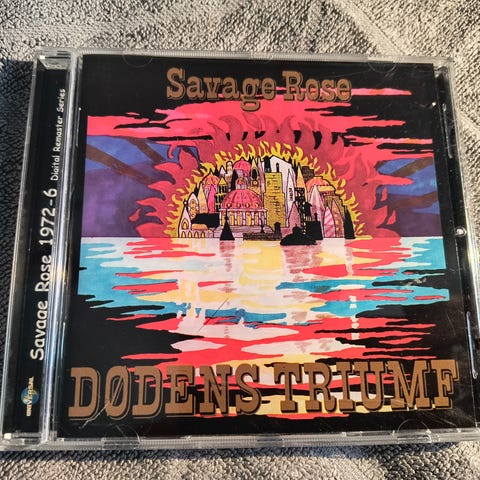 Savage Rose
DØDENS TRIUMF
Savage Rose 1972-6 Digital Remaster Series